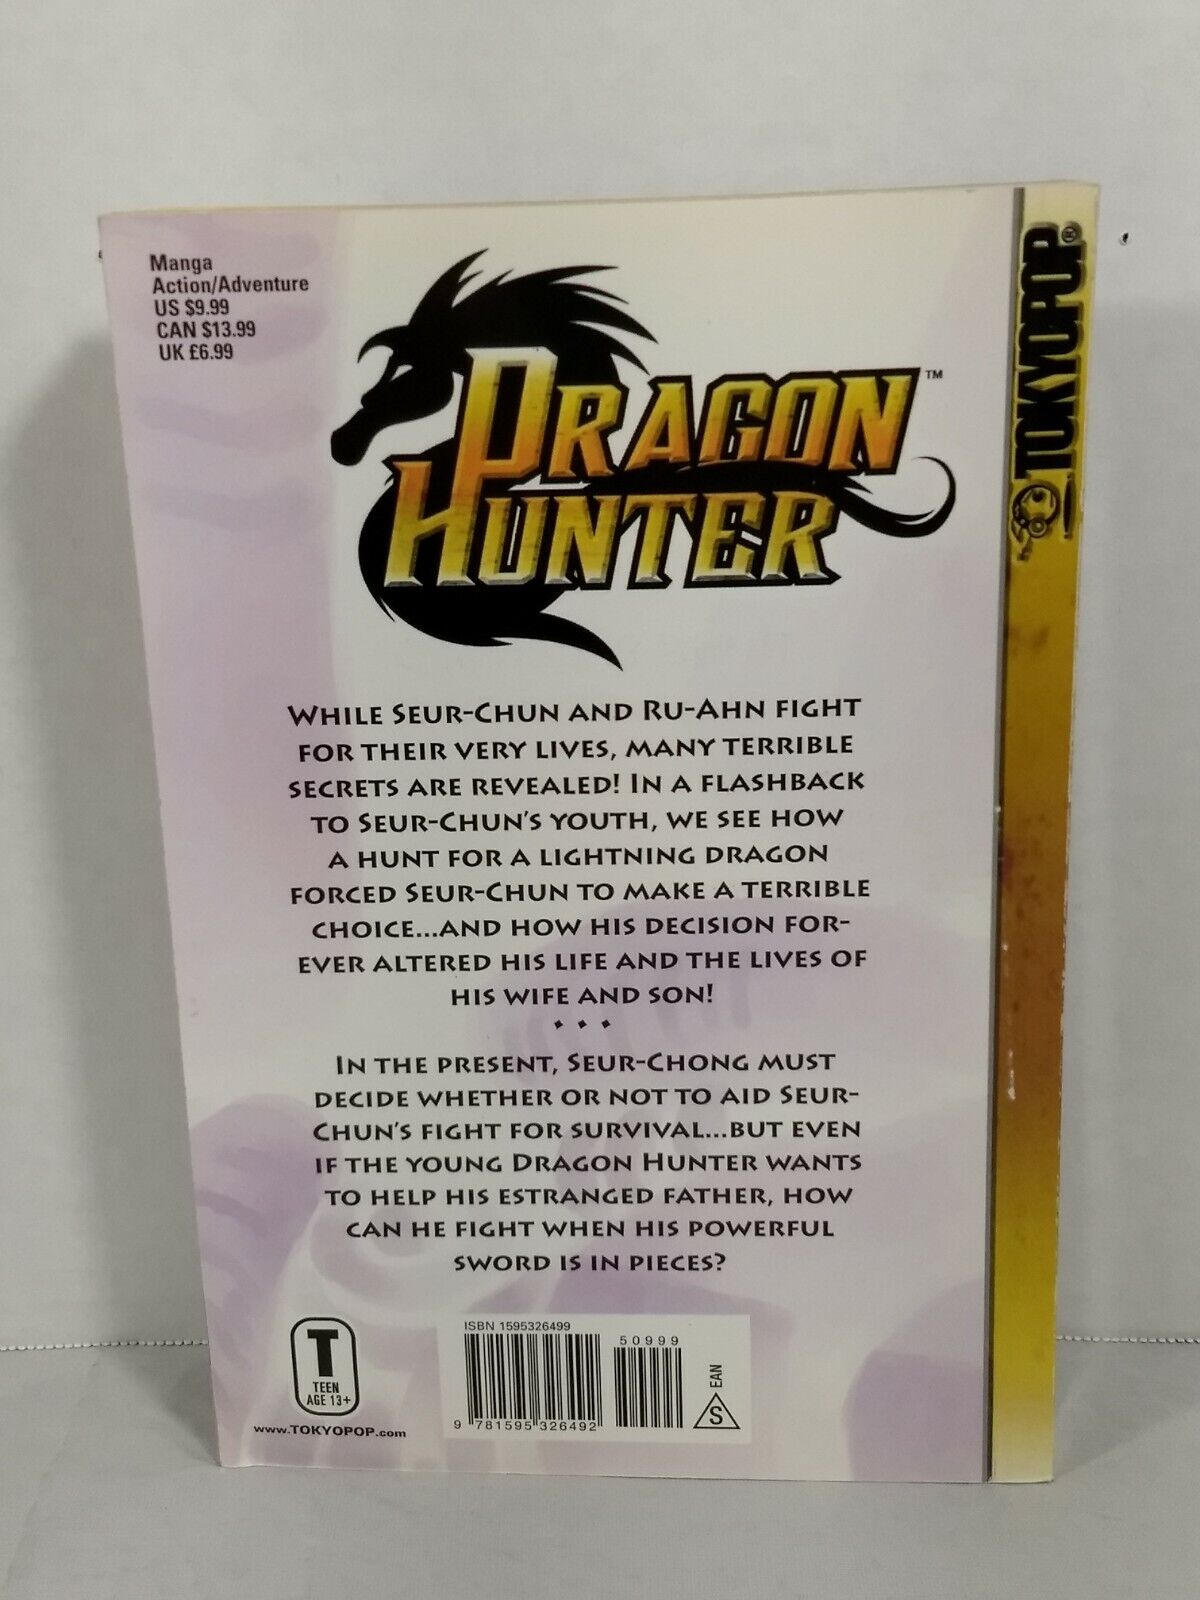 Manga
Action/Adventure
US $9.99
CAN $13.99
UK £6.99
DRAGON™
HUNTER
TOKYOPOP®
WHILE SEUR-CHUN AND RU-AHN FIGHT
FOR THEIR VERY LIVES, MANY TERRIBLE
SECRETS ARE REVEALED! IN A FLASHBACK
TO SEUR-CHUN'S YOUTH, WE SEE HOW
A HUNT FOR A LIGHTNING DRAGON
FORCED SEUR-CHUN TO MAKE A TERRIBLE
CHOICE...AND HOW HIS DECISION FOR-
EVER ALTERED HIS LIFE AND THE LIVES OF
HIS WIFE AND SON!
IN THE PRESENT, SEUR-CHONG MUST
DECIDE WHETHER OR NOT TO AID SEUR-
CHUN'S FIGHT FOR SURVIVAL...BUT EVEN
IF THE YOUNG DRAGON HUNTER WANTS
TO HELP HIS ESTRANGED FATHER, HOW
CAN HE FIGHT WHEN HIS POWERFUL
SWORD IS IN PIECES?
T
TEEN
AGE 13+
www.TOKYOPOP.com
ISBN 1595326499
50999
9 781595 326492
EAN
S